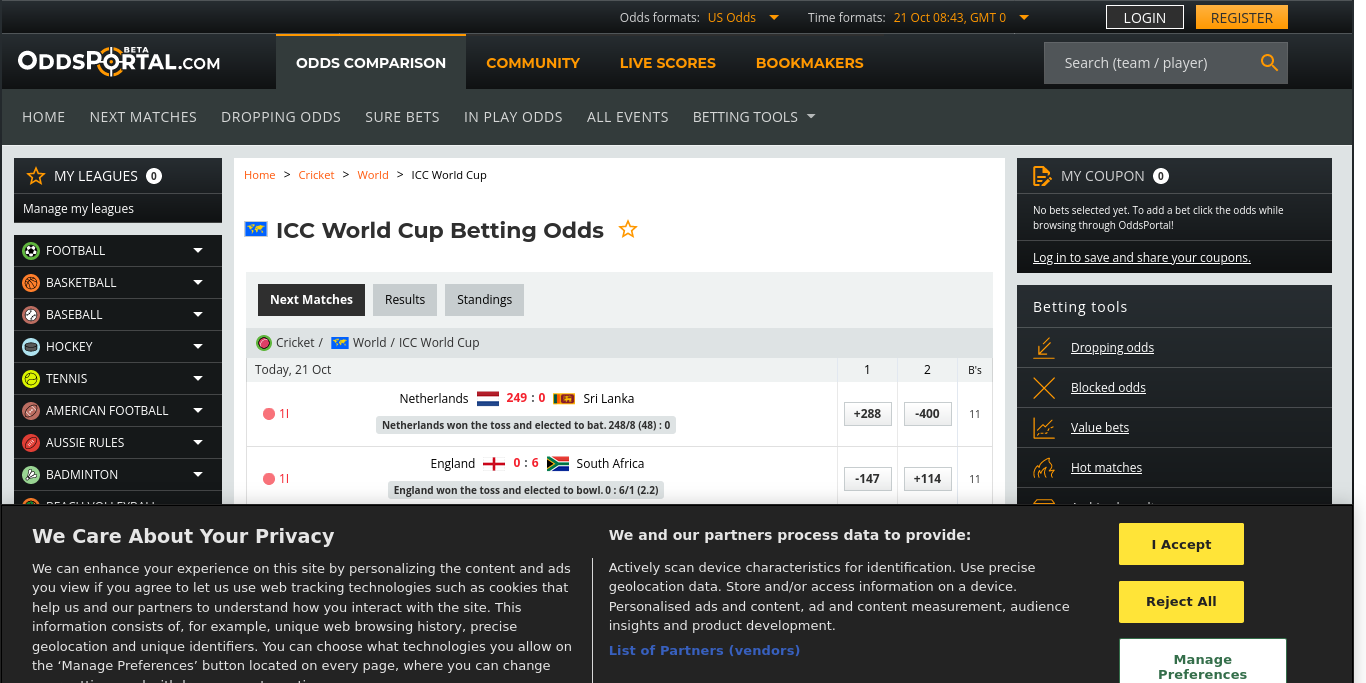 Odds formats: US Odds Time formats: 21 Oct 08:43, GMT 0 LOGIN REGISTER
ODDSPORTAL.COM BETA ODDS COMPARISON COMMUNITY LIVE SCORES BOOKMAKERS Search (team / player)
HOME NEXT MATCHES DROPPING ODDS SURE BETS IN PLAY ODDS ALL EVENTS BETTING TOOLS
MY LEAGUES 0
Manage my leagues
FOOTBALL
BASKETBALL
BASEBALL
HOCKEY
TENNIS
AMERICAN FOOTBALL
AUSSIE RULES
BADMINTON
Home > Cricket > World > ICC World Cup
ICC World Cup Betting Odds
Next Matches Results Standings
Cricket / World / ICC World Cup
Today, 21 Oct 1 2 B's
Netherlands 249 : 0 Sri Lanka
1I +288 -400 11
Netherlands won the toss and elected to bat. 248/8 (48) : 0
England 0 : 6 South Africa
1I -147 +114 11
England won the toss and elected to bowl. 0 : 6/1 (2.2)
MY COUPON 0
No bets selected yet. To add a bet click the odds while
browsing through OddsPortal!
Log in to save and share your coupons.
Betting tools
Dropping odds
Blocked odds
Value bets
Hot matches
We Care About Your Privacy
We can enhance your experience on this site by personalizing the content and ads
you view if you agree to let us use web tracking technologies such as cookies that
help us and our partners to understand how you interact with the site. This
information consists of, for example, unique web browsing history, precise
geolocation and unique identifiers. You can choose what technologies you allow on
the ‘Manage Preferences’ button located on every page, where you can change
We and our partners process data to provide:
Actively scan device characteristics for identification. Use precise
geolocation data. Store and/or access information on a device.
Personalised ads and content, ad and content measurement, audience
insights and product development.
List of Partners (vendors)
I Accept
Reject All
Manage
Preferences